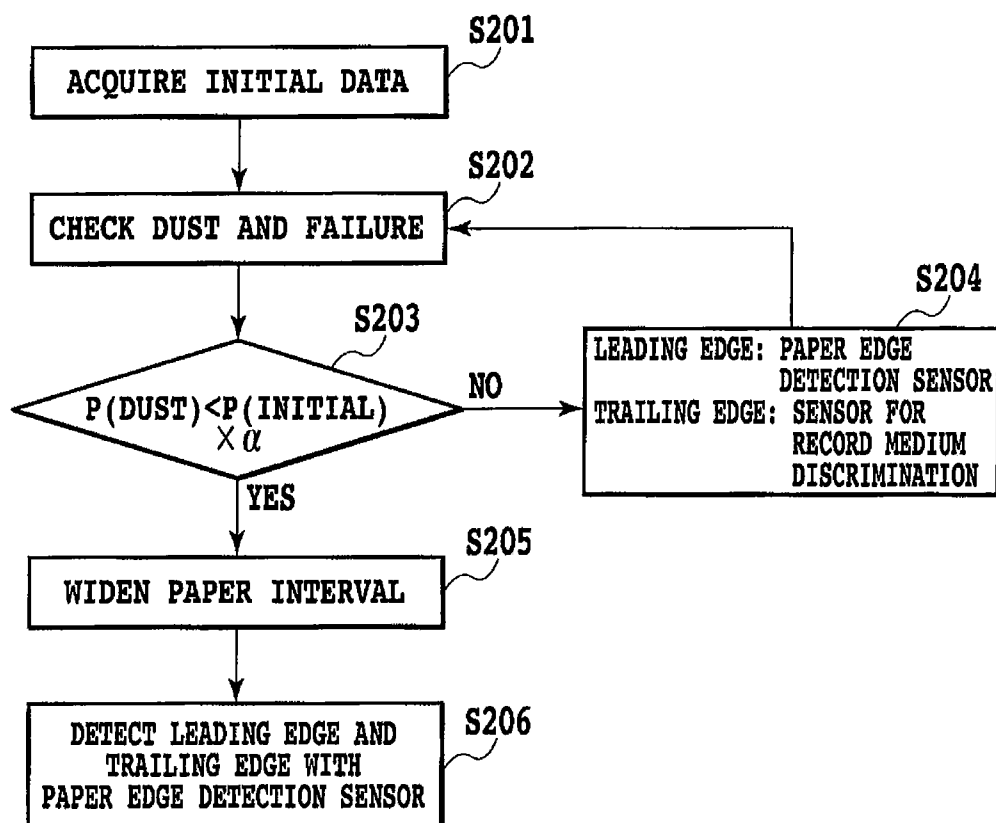 S201
ACQUIRE INITIAL DATA
S202
CHECK DUST AND FAILURE
S203
P(DUST)<P(INITIAL)
×α
NO
YES
S204
LEADING EDGE: PAPER EDGE
DETECTION SENSOR
TRAILING EDGE: SENSOR FOR
RECORD MEDIUM
DISCRIMINATION
S205
WIDEN PAPER INTERVAL
S206
DETECT LEADING EDGE AND
TRAILING EDGE WITH
PAPER EDGE DETECTION SENSOR